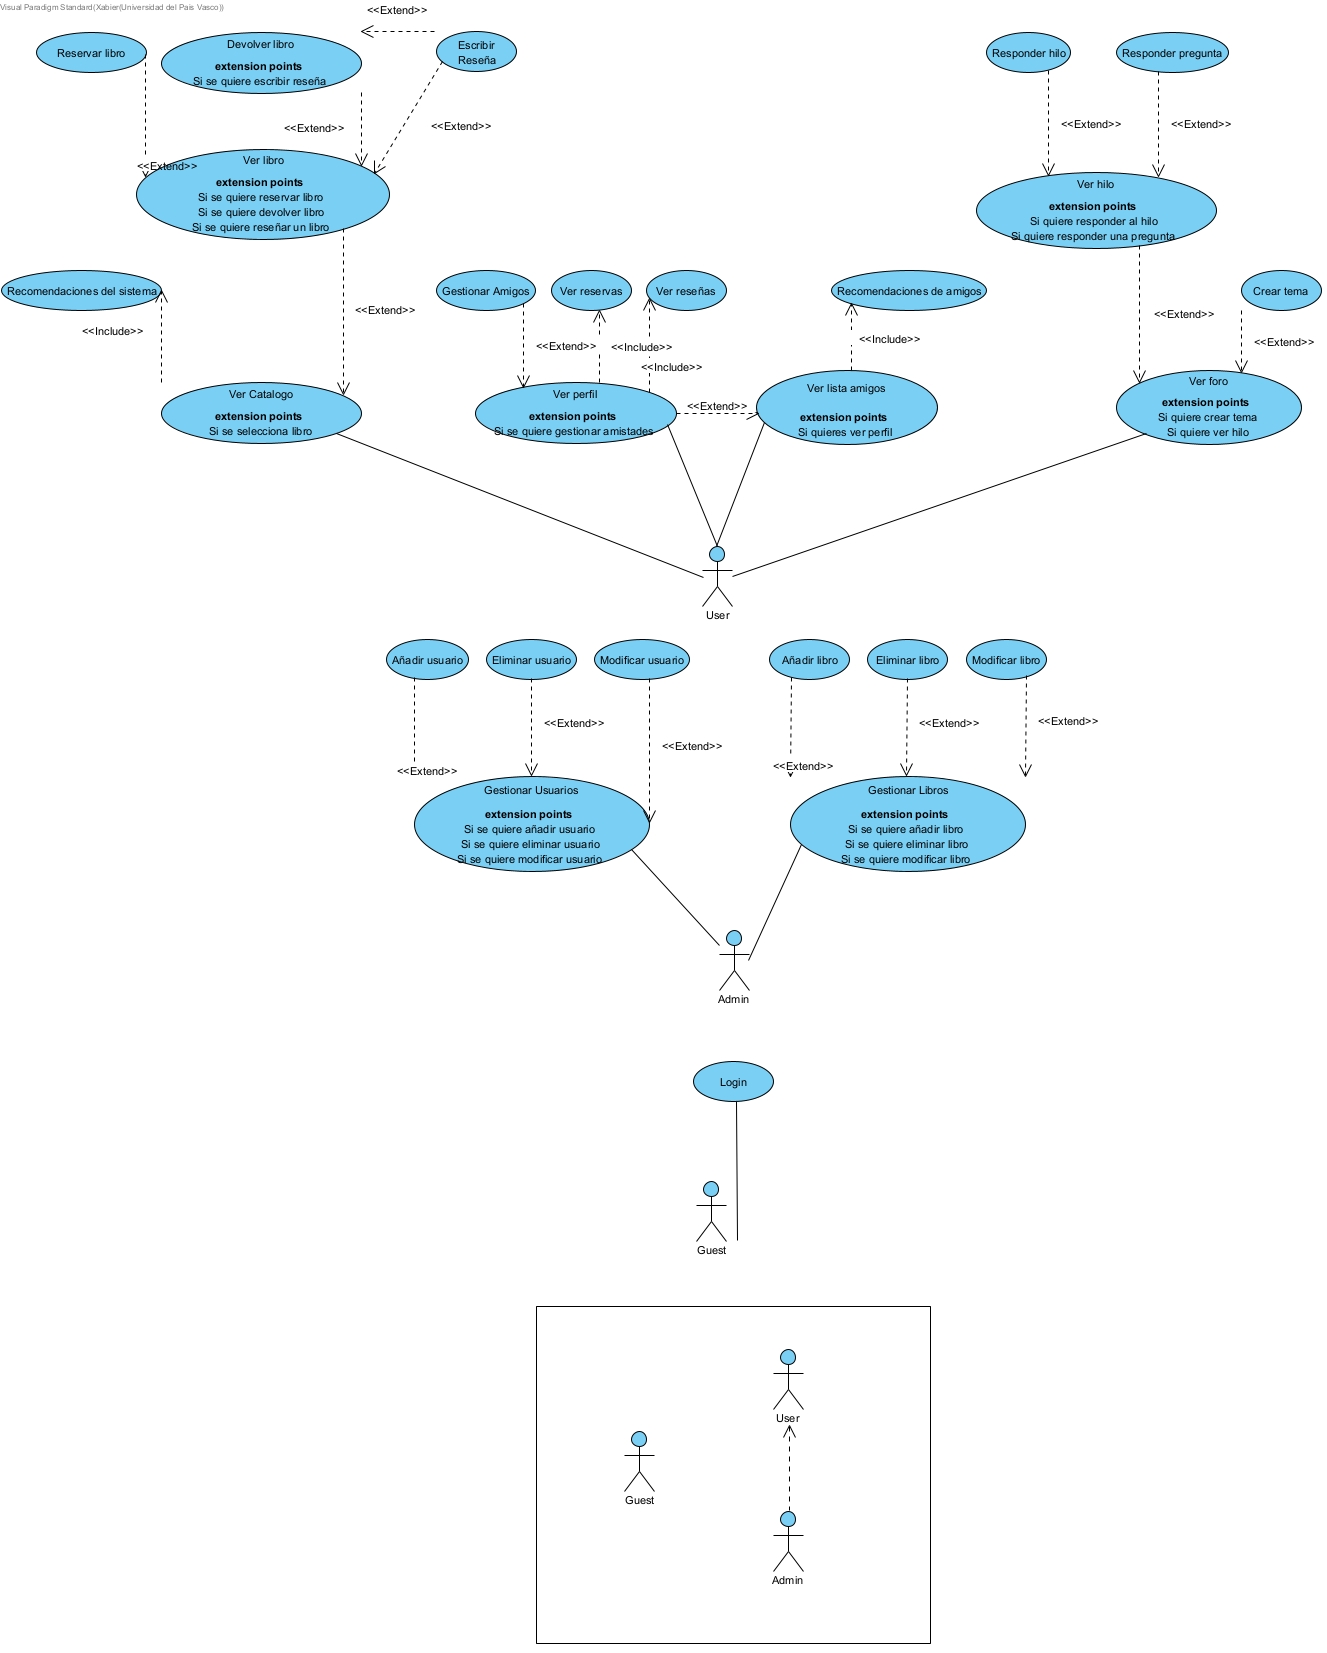 Visual Paradigm Standard(Xabier(Universidad del Pais Vasco))
<<Extend>>
Reservar libro
Devolver libro
extension points
Si se quiere escribir reseña
Escribir
Reseña
Responder hilo
Responder pregunta
<<Extend>>
<<Extend>>
<<Extend>>
<<Extend>>
<<Extend>>
Ver libro
extension points
Si se quiere reservar libro
Si se quiere devolver libro
Si se quiere reseñar un libro
Ver hilo
extension points
Si quiere responder al hilo
Si quiere responder una pregunta
Recomendaciones del sistema
Gestionar Amigos
Ver reservas
Ver reseñas
Recomendaciones de amigos
Crear tema
<<Include>>
<<Extend>>
<<Extend>>
<<Include>>
<<Include>>
<<Include>>
<<Extend>>
<<Extend>>
Ver Catalogo
extension points
Si se selecciona libro
Ver perfil
extension points
Si se quiere gestionar amistades
<<Extend>>
Ver lista amigos
extension points
Si quieres ver perfil
Ver foro
extension points
Si quiere crear tema
Si quiere ver hilo
User
Añadir usuario
Eliminar usuario
Modificar usuario
Añadir libro
Eliminar libro
Modificar libro
<<Extend>>
<<Extend>>
<<Extend>>
<<Extend>>
<<Extend>>
<<Extend>>
Gestionar Usuarios
extension points
Si se quiere añadir usuario
Si se quiere eliminar usuario
Si se quiere modificar usuario
Gestionar Libros
extension points
Si se quiere añadir libro
Si se quiere eliminar libro
Si se quiere modificar libro
Admin
Login
Guest
User
Guest
Admin